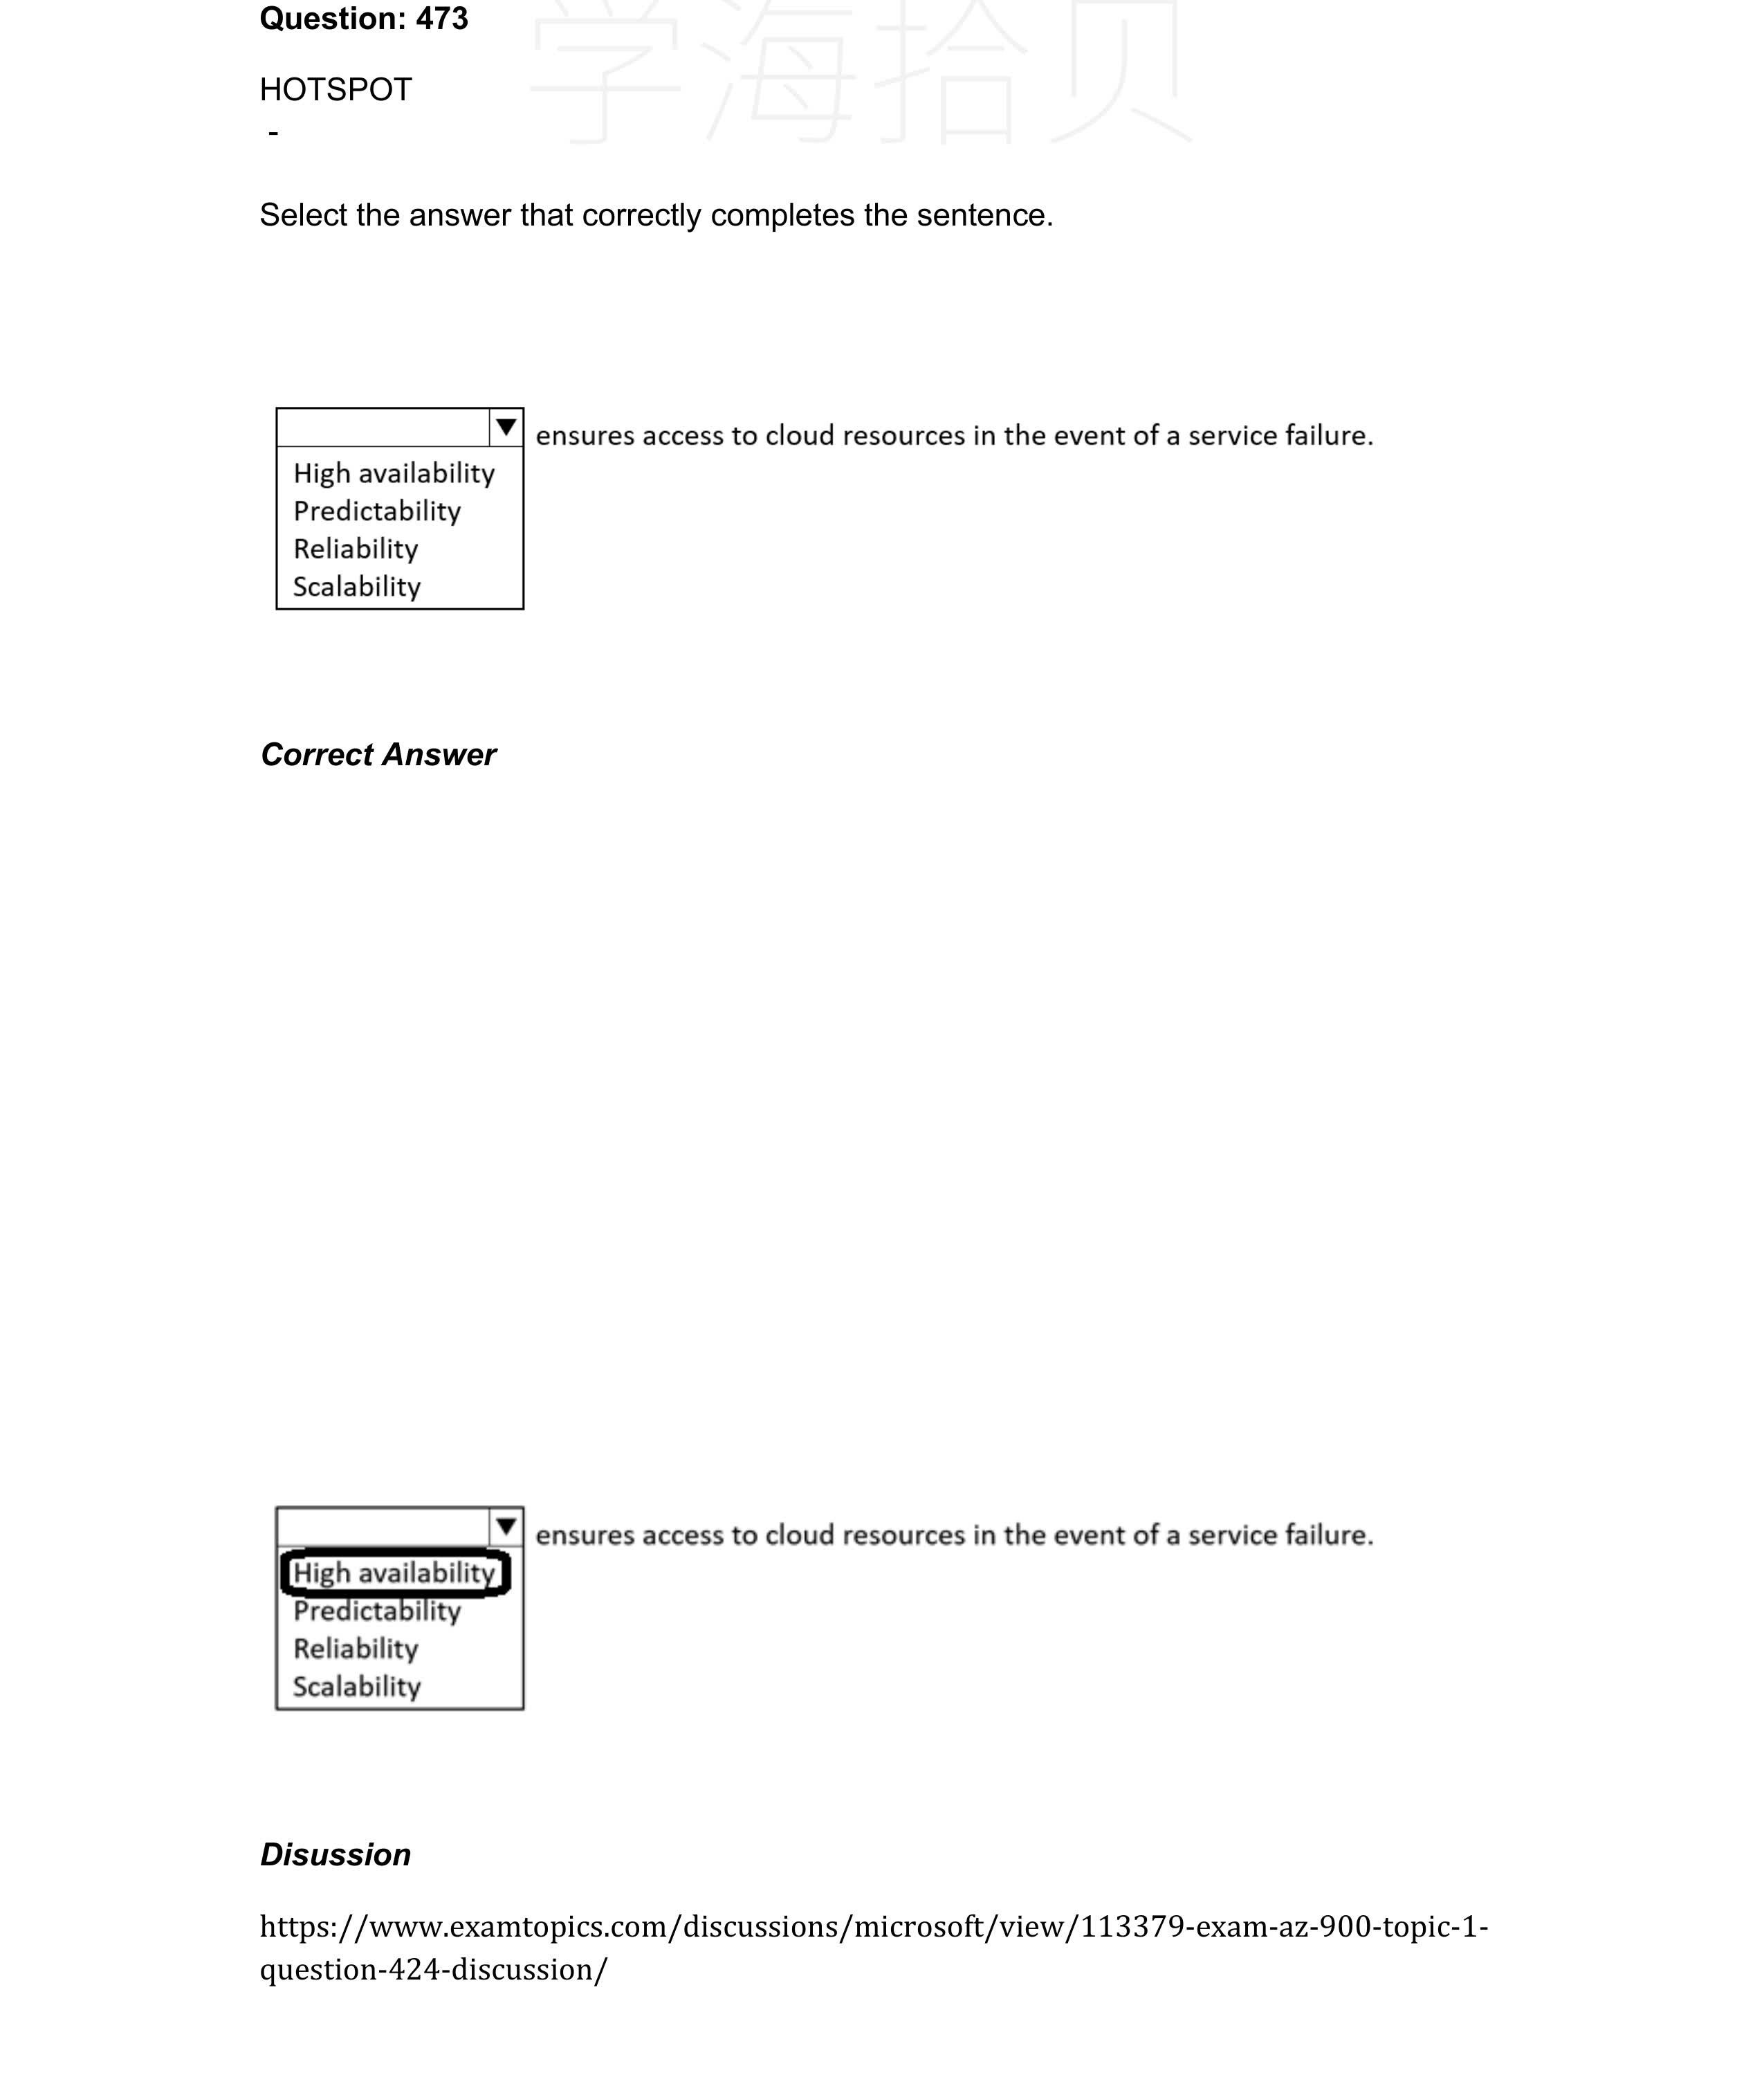 Question: 473
学海拾贝
HOTSPOT
-
Select the answer that correctly completes the sentence.
ensures access to cloud resources in the event of a service failure.
High availability
Predictability
Reliability
Scalability
Correct Answer
ensures access to cloud resources in the event of a service failure.
High availability
Predictability
Reliability
Scalability
Disussion
https://www.examtopics.com/discussions/microsoft/view/113379-exam-az-900-topic-1-
question-424-discussion/